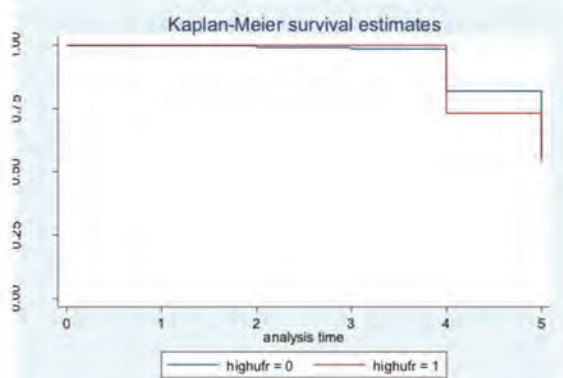 Kaplan-Meier survival estimates
1.00
0.75
0.50
0.25
0.00
0 1 2 3 4 5
analysis time
highufr = 0 highufr = 1